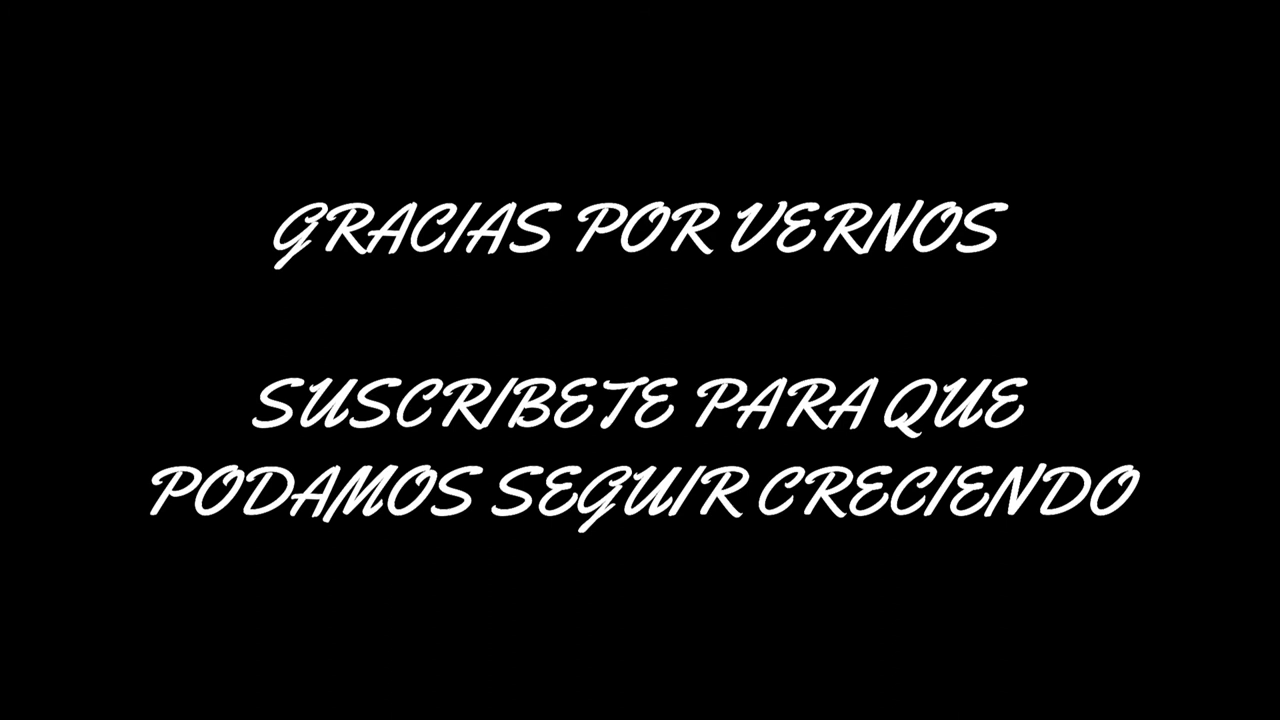 GRACIAS POR VERNOS
SUSCRIBETE PARA QUE
PODAMOS SEGUIR CRECIENDO